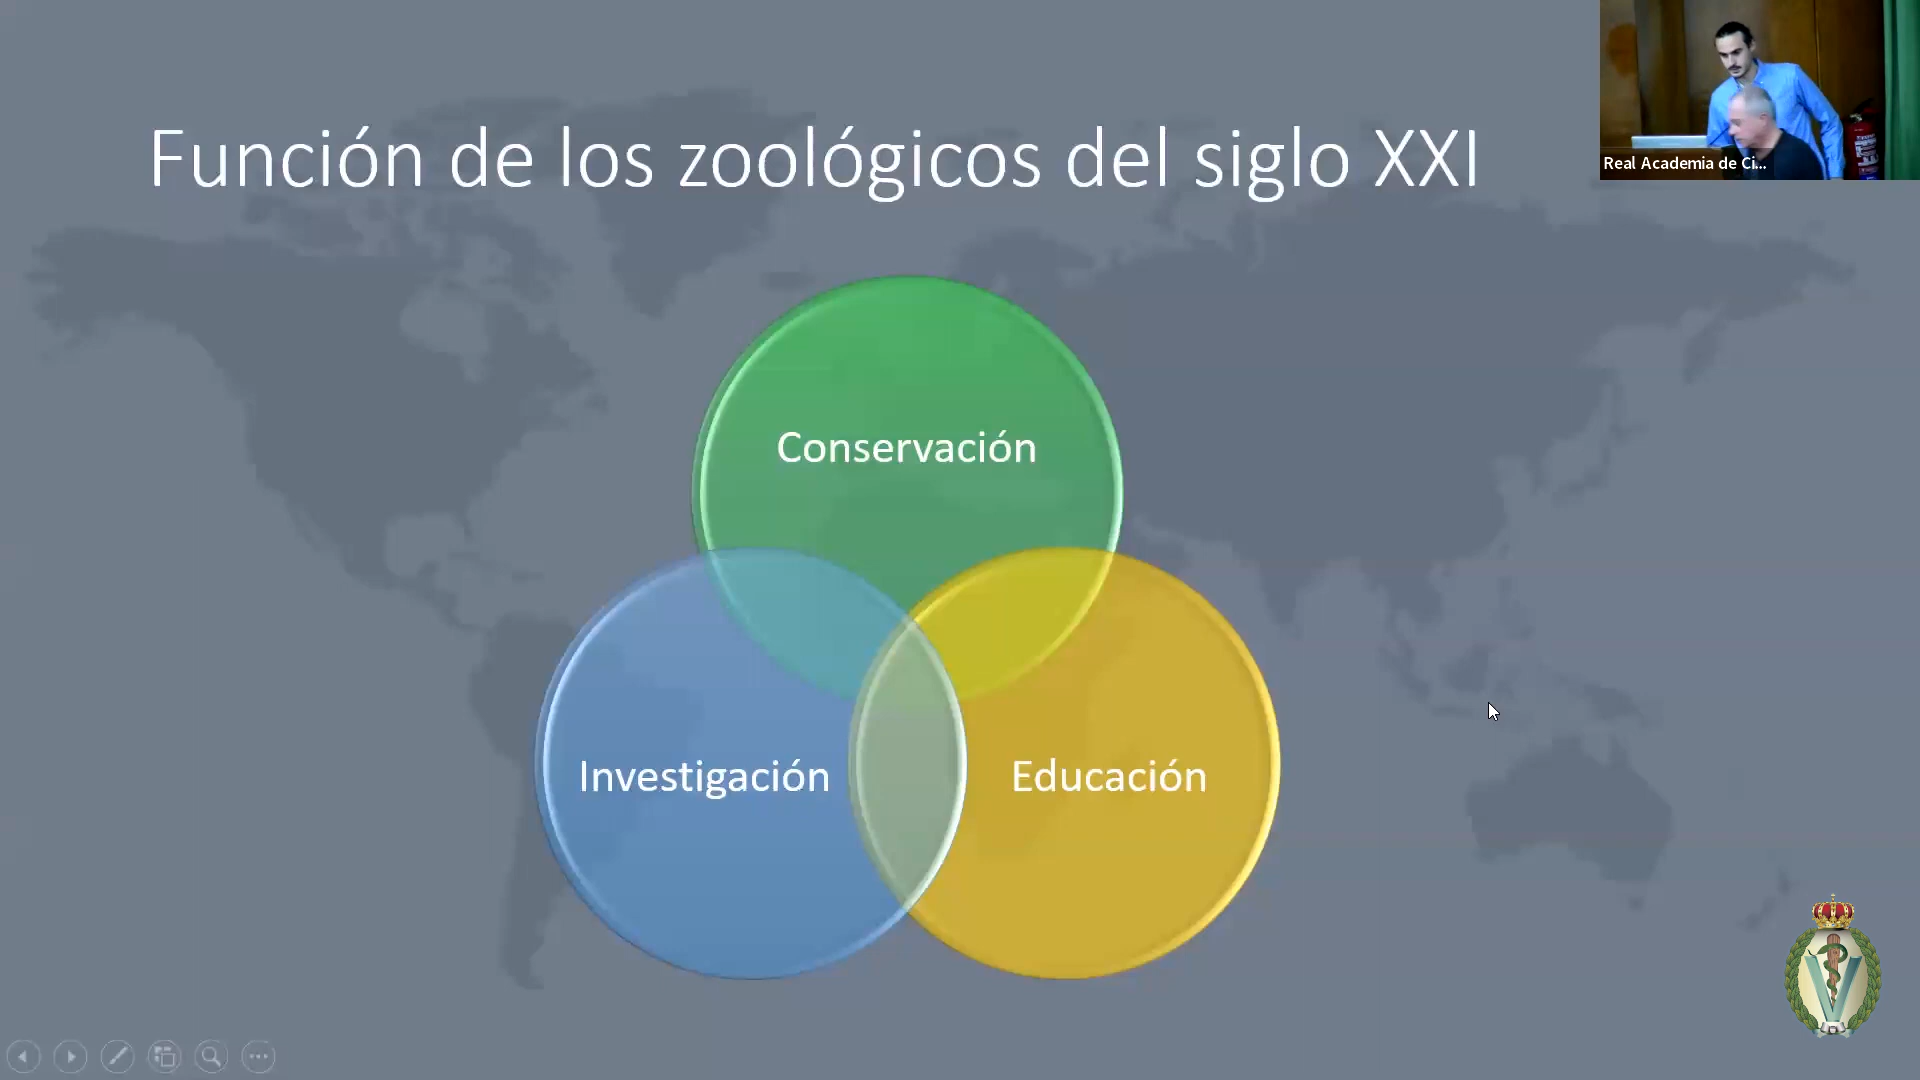 Función de los zoológicos del siglo XXI
Real Academia de Ci...
Conservación
Investigación
Educación
V